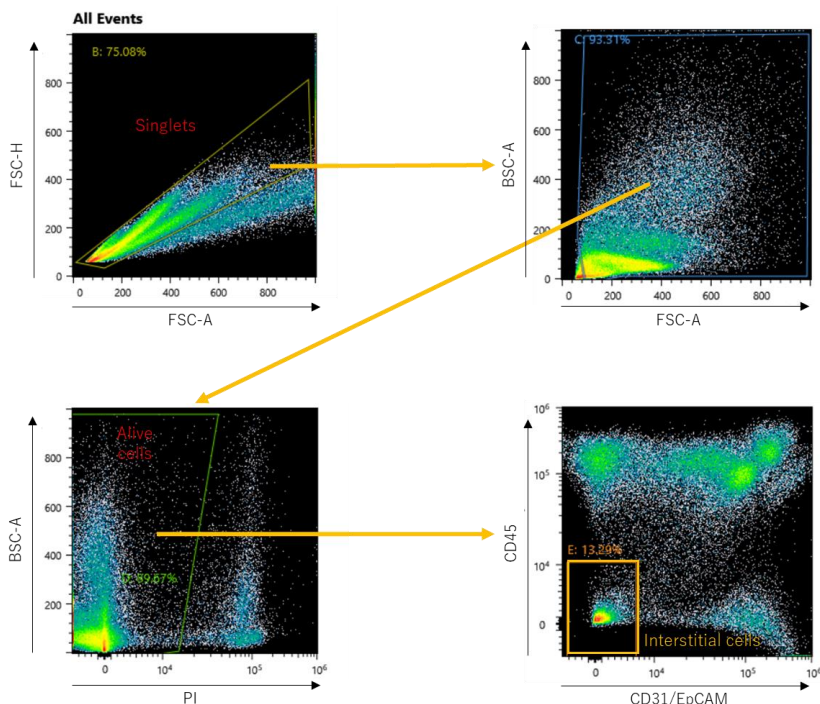 All Events
FSC-H
B: 75.08%
Singlets
800
600
400
200
0
0 200 400 600 800
FSC-A
BSC-A
C: 93.31%
800
600
400
200
0
0 200 400 600 800
FSC-A
BSC-A
Alive
cells
800
600
400
200
0
0 10⁴ 10⁵ 10⁶
PI
CD45
10⁶
10⁵
10⁴
0
E: 13.29%
Interstitial cells
0 10⁴ 10⁵ 10⁶
CD31/EpCAM